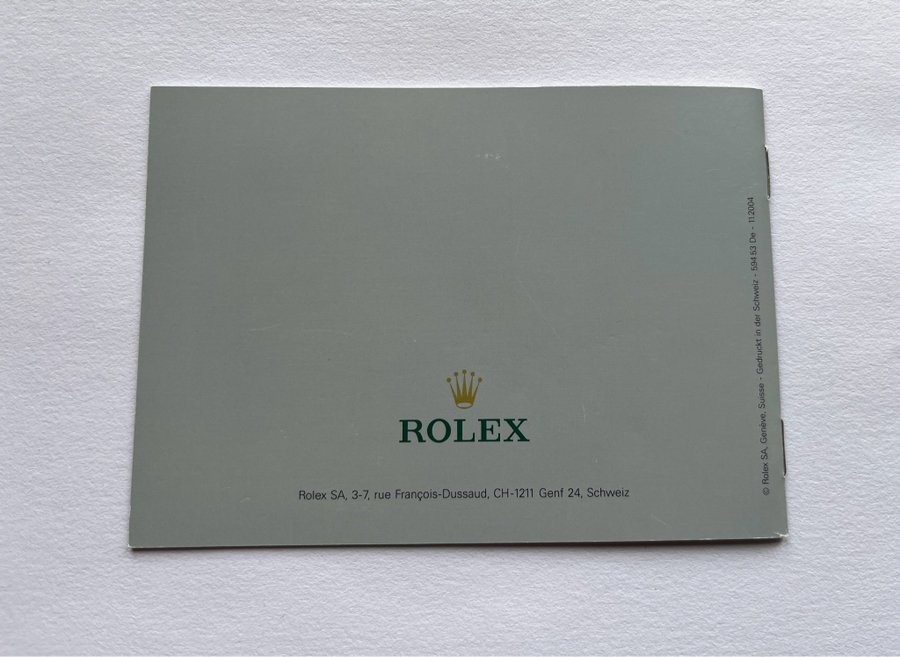 ROLEX
Rolex SA, 3-7, rue François-Dussaud, CH-1211 Genf 24, Schweiz
© Rolex SA, Genève, Suisse - Gedruckt in der Schweiz - 594 53 De - 11.2004